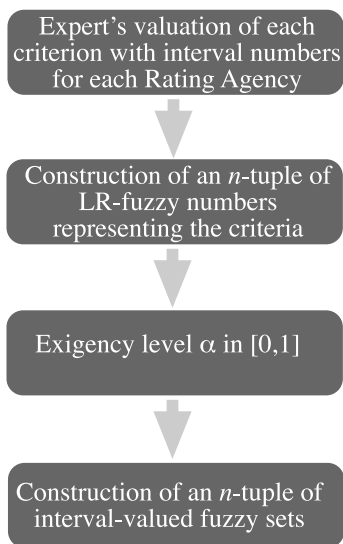 Expert's valuation of each
criterion with interval numbers
for each Rating Agency
Construction of an n-tuple of
LR-fuzzy numbers
representing the criteria
Exigency level α in [0,1]
Construction of an n-tuple of
interval-valued fuzzy sets